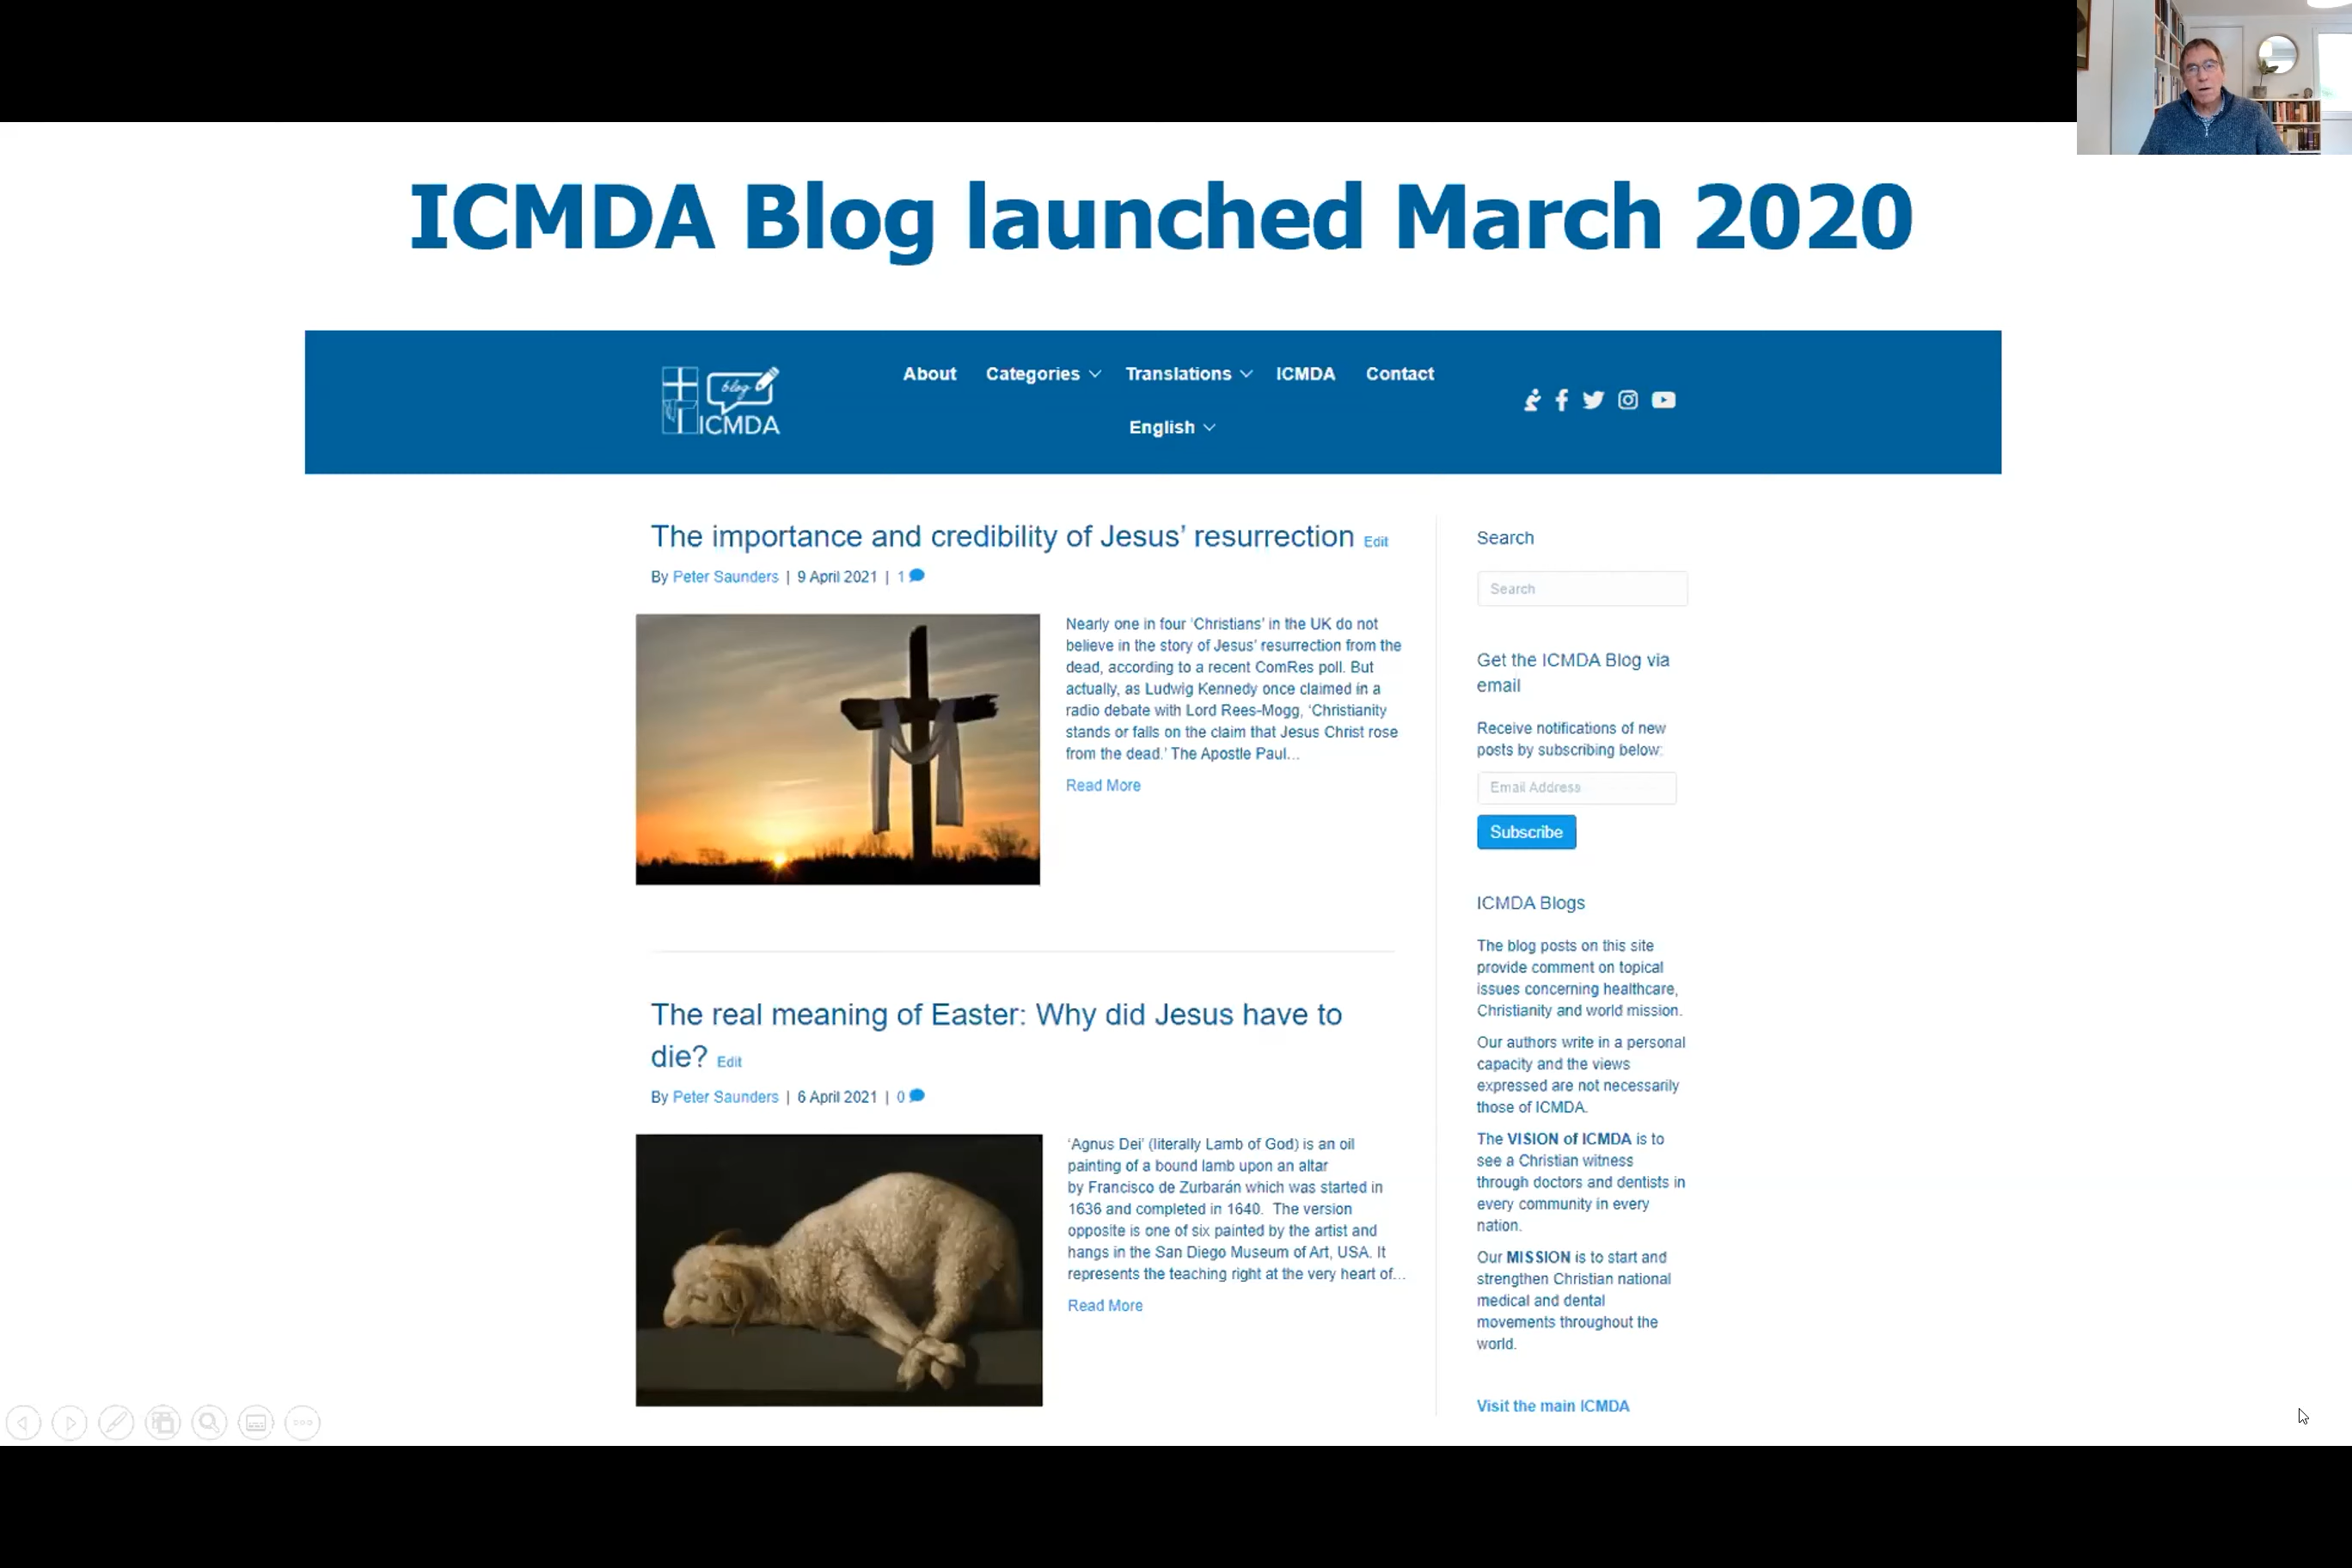 ICMDA Blog launched March 2020
blog
ICMDA
About Categories Translations ICMDA Contact
English
The importance and credibility of Jesus’ resurrection Edit
By Peter Saunders | 9 April 2021 | 1
Nearly one in four ‘Christians’ in the UK do not
believe in the story of Jesus’ resurrection from the
dead, according to a recent ComRes poll. But
actually, as Ludwig Kennedy once claimed in a
radio debate with Lord Rees-Mogg, ‘Christianity
stands or falls on the claim that Jesus Christ rose
from the dead.’ The Apostle Paul...
Read More
The real meaning of Easter: Why did Jesus have to
die? Edit
By Peter Saunders | 6 April 2021 | 0
‘Agnus Dei’ (literally Lamb of God) is an oil
painting of a bound lamb upon an altar
by Francisco de Zurbarán which was started in
1636 and completed in 1640. The version
opposite is one of six painted by the artist and
hangs in the San Diego Museum of Art, USA. It
represents the teaching right at the very heart of...
Read More
Search
Search
Get the ICMDA Blog via
email
Receive notifications of new
posts by subscribing below:
Email Address
Subscribe
ICMDA Blogs
The blog posts on this site
provide comment on topical
issues concerning healthcare,
Christianity and world mission.
Our authors write in a personal
capacity and the views
expressed are not necessarily
those of ICMDA.
The VISION of ICMDA is to
see a Christian witness
through doctors and dentists in
every community in every
nation.
Our MISSION is to start and
strengthen Christian national
medical and dental
movements throughout the
world.
Visit the main ICMDA